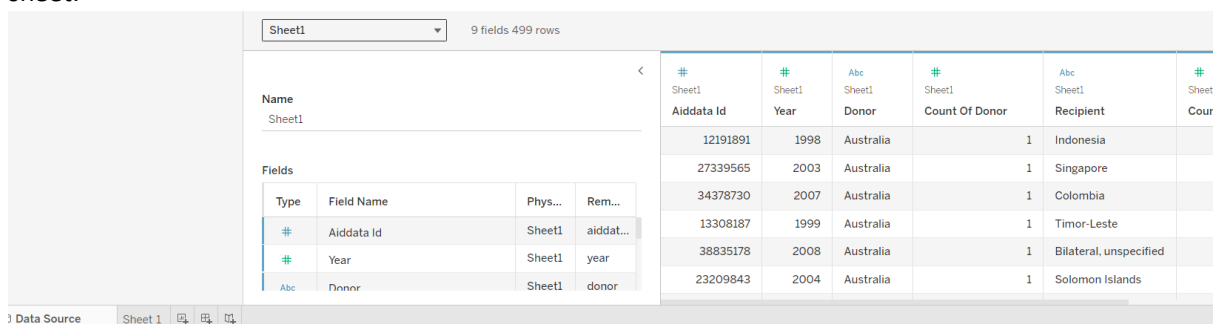 Sheet1 9 fields 499 rows
Name
Sheet1
Fields
Type Field Name Phys... Rem...
# Aiddata Id Sheet1 aiddat...
# Year Sheet1 year
Abc Donor Sheet1 donor
# # Abc # Abc #
Sheet1 Sheet1 Sheet1 Sheet1 Sheet1 Sheet
Aiddata Id Year Donor Count Of Donor Recipient Cour
12191891 1998 Australia 1 Indonesia
27339565 2003 Australia 1 Singapore
34378730 2007 Australia 1 Colombia
13308187 1999 Australia 1 Timor-Leste
38835178 2008 Australia 1 Bilateral, unspecified
23209843 2004 Australia 1 Solomon Islands
Data Source Sheet 1